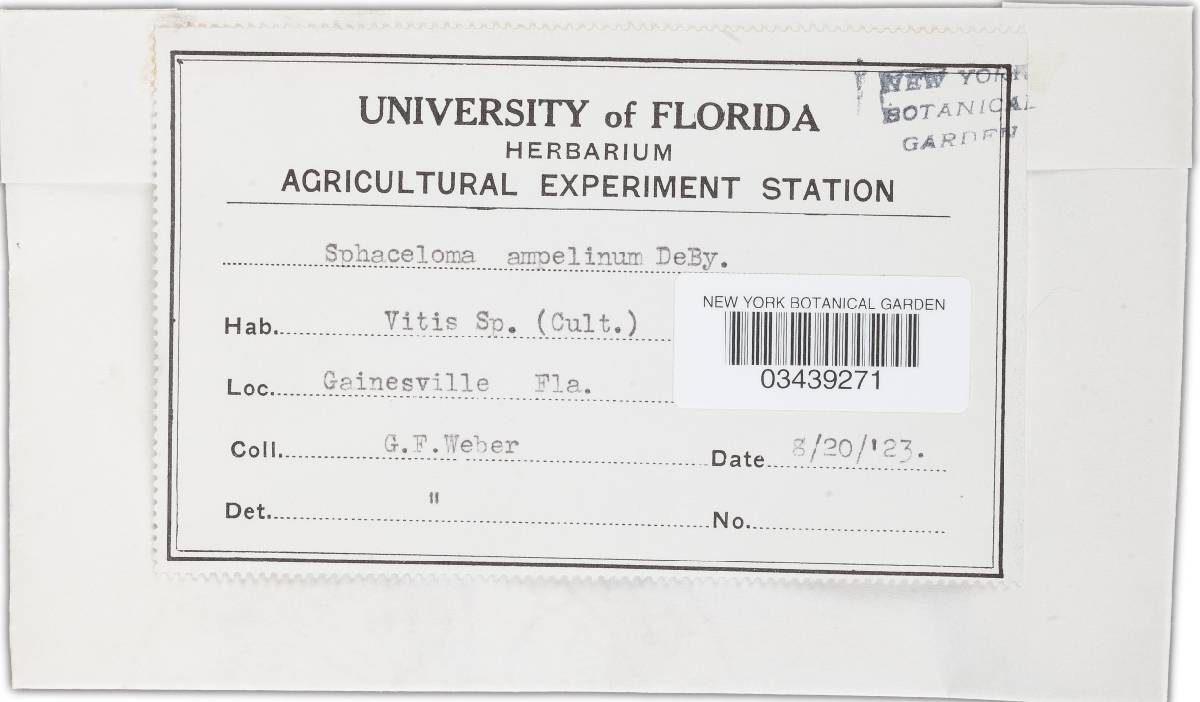 UNIVERSITY of FLORIDA
HERBARIUM
AGRICULTURAL EXPERIMENT STATION
NEW YORK
BOTANICAL
GARDEN
Sphaceloma ampelinum DeBy.
Hab. Vitis Sp. (Cult.)
NEW YORK BOTANICAL GARDEN
03439271
Loc. Gainesville Fla.
Coll. G.F.Weber Date 8/20/'23.
Det. " No.